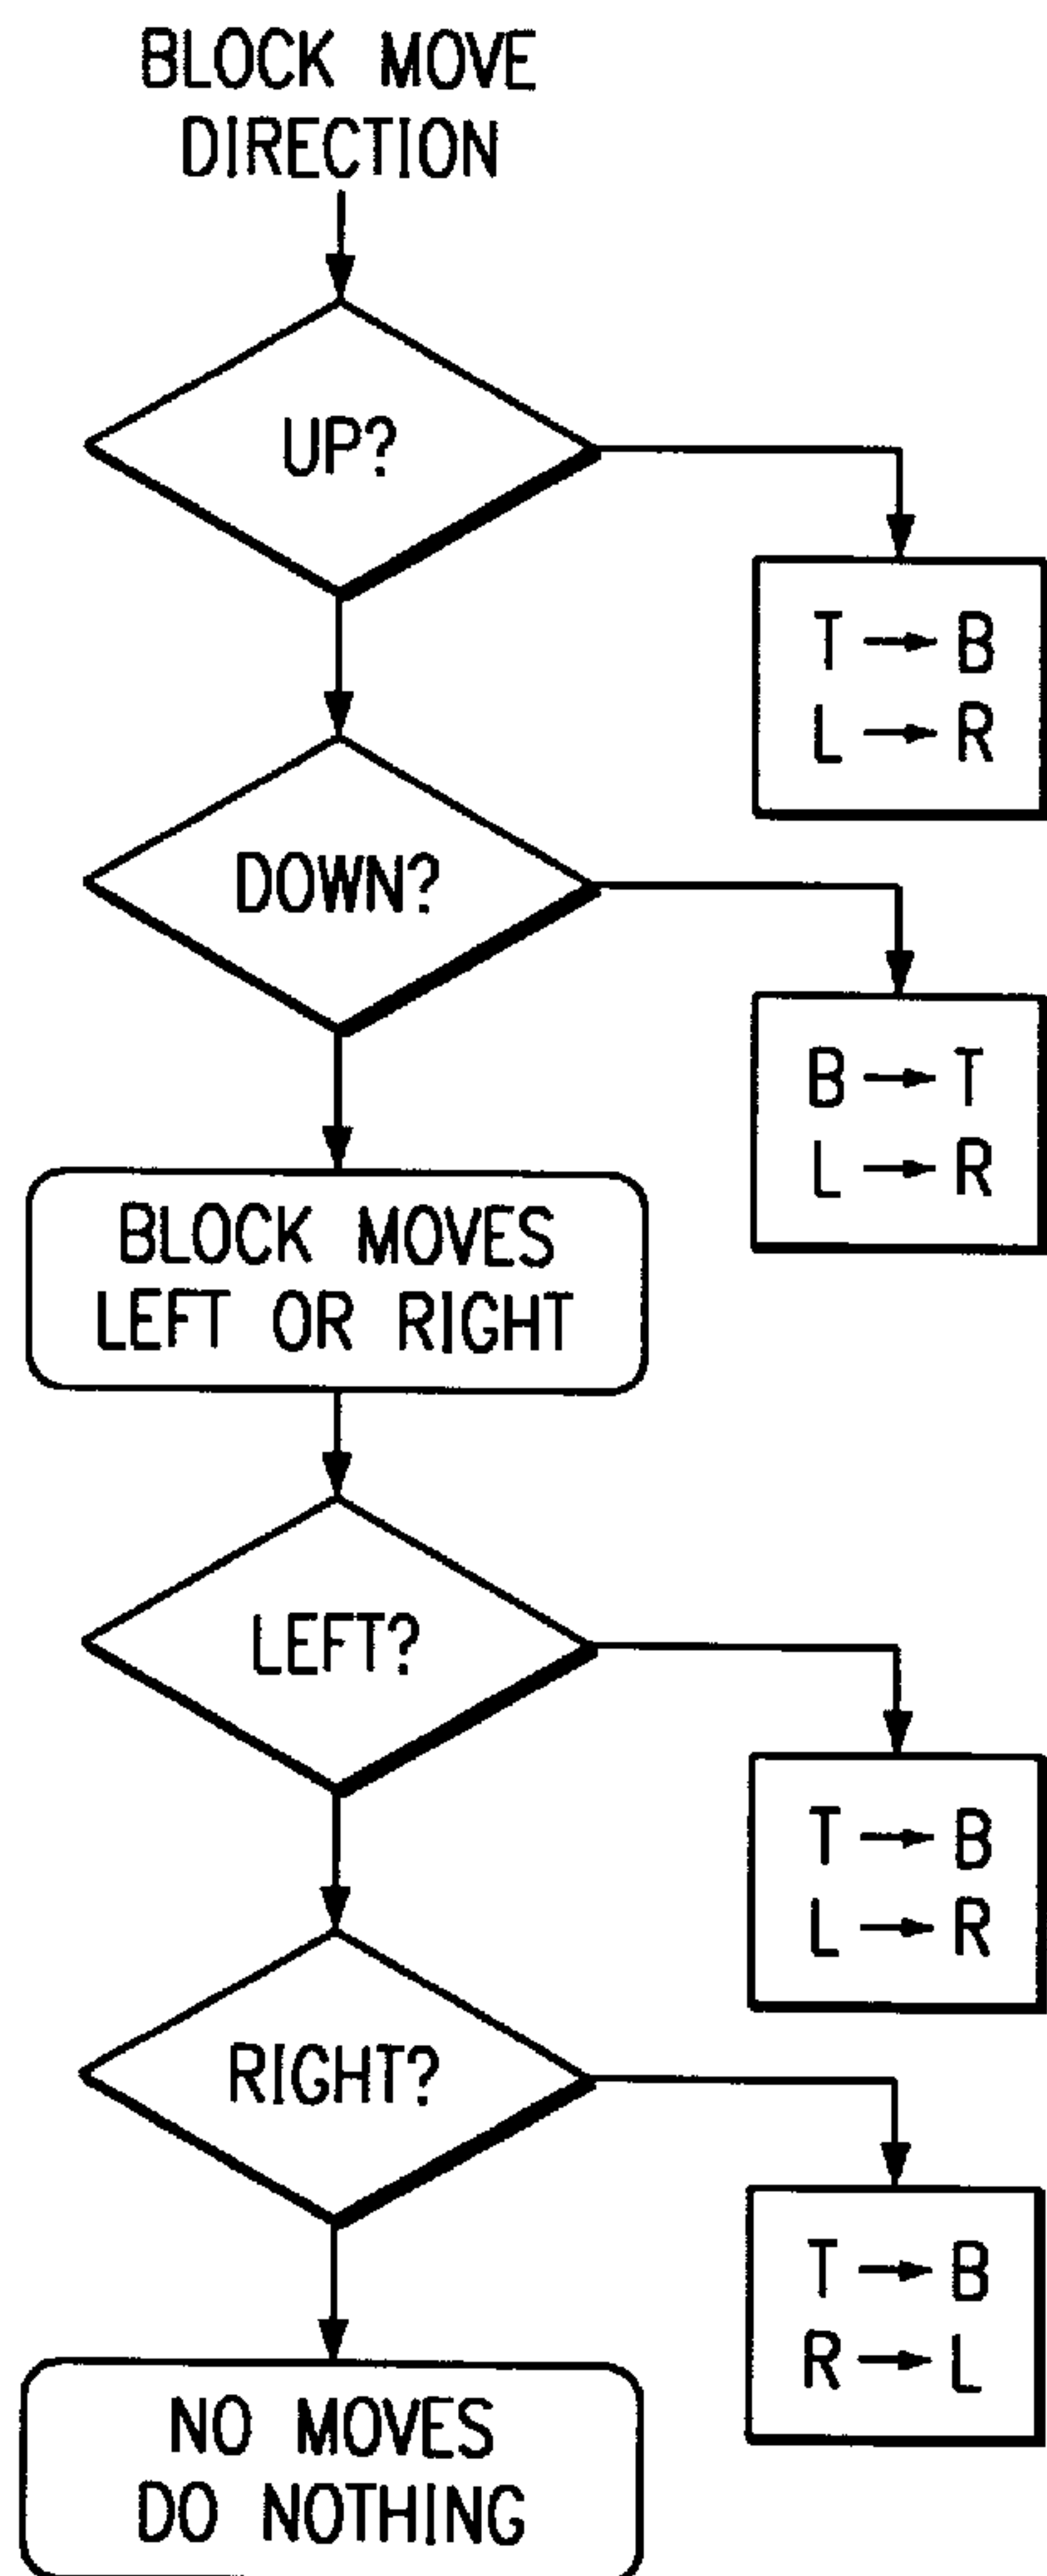 BLOCK MOVE
DIRECTION
UP?
T → B
L → R
DOWN?
B → T
L → R
BLOCK MOVES
LEFT OR RIGHT
LEFT?
T → B
L → R
RIGHT?
T → B
R → L
NO MOVES
DO NOTHING